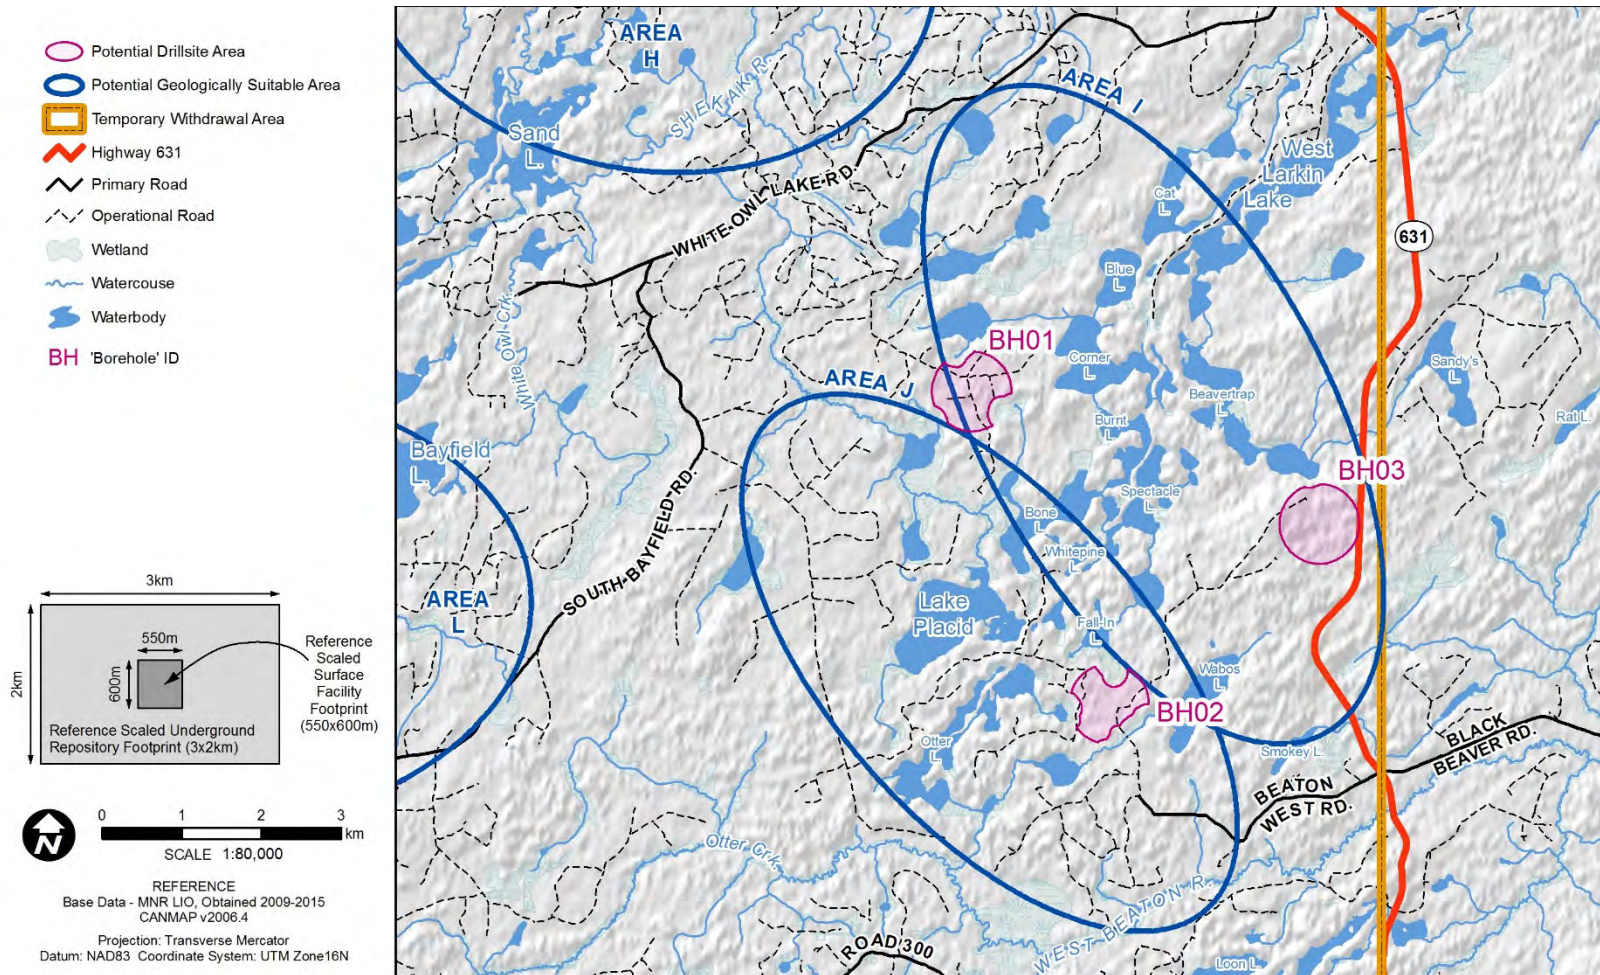 Potential Drillsite Area
Potential Geologically Suitable Area
Temporary Withdrawal Area
Highway 631
Primary Road
Operational Road
Wetland
Watercouse
Waterbody
BH 'Borehole' ID
3km
2km
550m
600m
Reference
Scaled
Surface
Facility
Footprint
(550x600m)
Reference Scaled Underground
Repository Footprint (3x2km)
N
0 1 2 3
km
SCALE 1:80,000
REFERENCE
Base Data - MNR LIO, Obtained 2009-2015
CANMAP v2006.4
Projection: Transverse Mercator
Datum: NAD83 Coordinate System: UTM Zone16N
AREA
H
SHEKAK R.
Sand
L.
AREA I
West
Larkin
Lake
Cat
L.
WHITE OWL LAKE RD.
631
Blue
L.
White Owl Crk.
BH01
Corner
L.
Sandy's
L.
AREA J
Beavertrap
L.
Rat L.
Burnt
L.
Bayfield
L.
BH03
SOUTH BAYFIELD RD.
Spectacle
L.
Bone
L.
Whitepine
L.
AREA
L
Lake
Placid
Fall-In
L.
Wabos
L.
BH02
Otter
L.
Smokey L.
BLACK
BEAVER RD.
BEATON
WEST RD.
Otter Crk.
WEST BEATON R.
ROAD 300
Loon L.